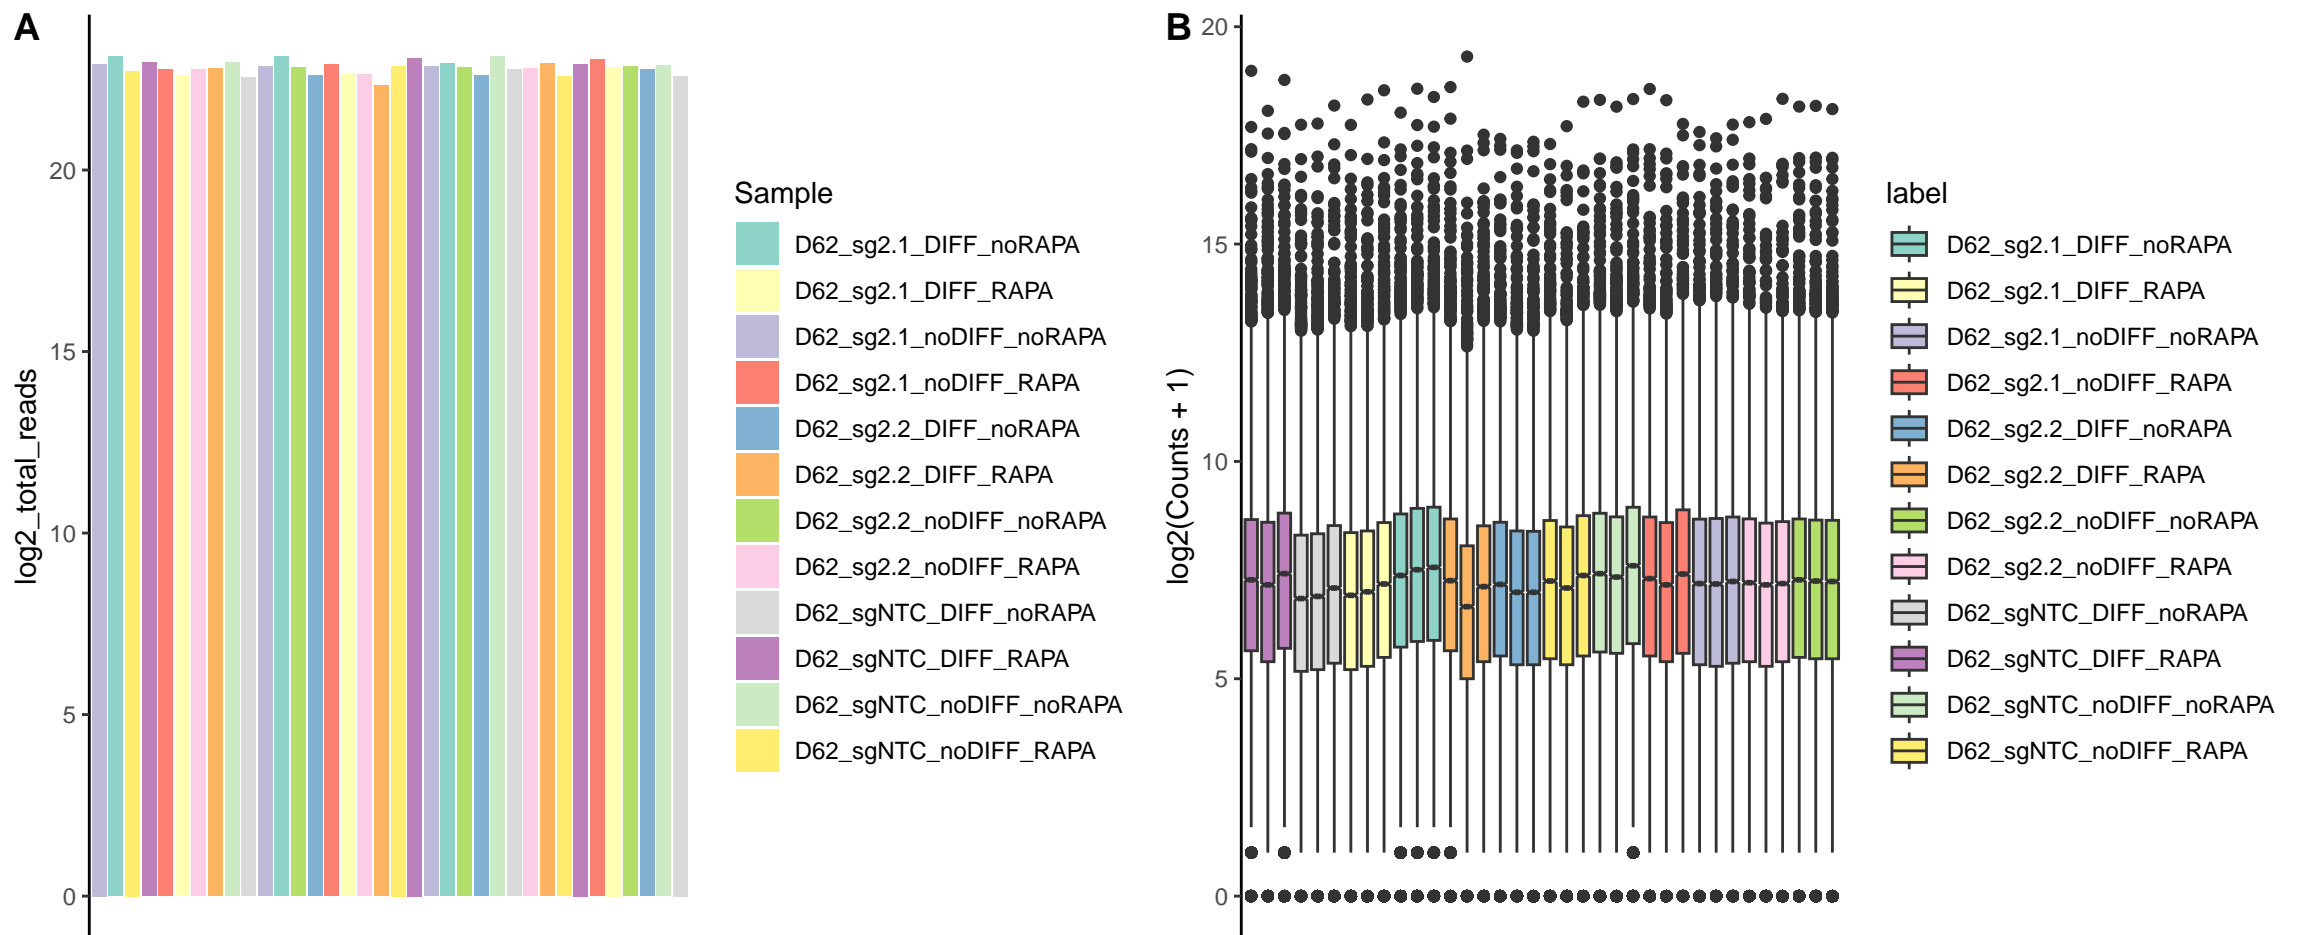 A
log2_total_reads
20
15
10
5
0
Sample
D62_sg2.1_DIFF_noRAPA
D62_sg2.1_DIFF_RAPA
D62_sg2.1_noDIFF_noRAPA
D62_sg2.1_noDIFF_RAPA
D62_sg2.2_DIFF_noRAPA
D62_sg2.2_DIFF_RAPA
D62_sg2.2_noDIFF_noRAPA
D62_sg2.2_noDIFF_RAPA
D62_sgNTC_DIFF_noRAPA
D62_sgNTC_DIFF_RAPA
D62_sgNTC_noDIFF_noRAPA
D62_sgNTC_noDIFF_RAPA
B
log2(Counts + 1)
20
15
10
5
0
label
D62_sg2.1_DIFF_noRAPA
D62_sg2.1_DIFF_RAPA
D62_sg2.1_noDIFF_noRAPA
D62_sg2.1_noDIFF_RAPA
D62_sg2.2_DIFF_noRAPA
D62_sg2.2_DIFF_RAPA
D62_sg2.2_noDIFF_noRAPA
D62_sg2.2_noDIFF_RAPA
D62_sgNTC_DIFF_noRAPA
D62_sgNTC_DIFF_RAPA
D62_sgNTC_noDIFF_noRAPA
D62_sgNTC_noDIFF_RAPA